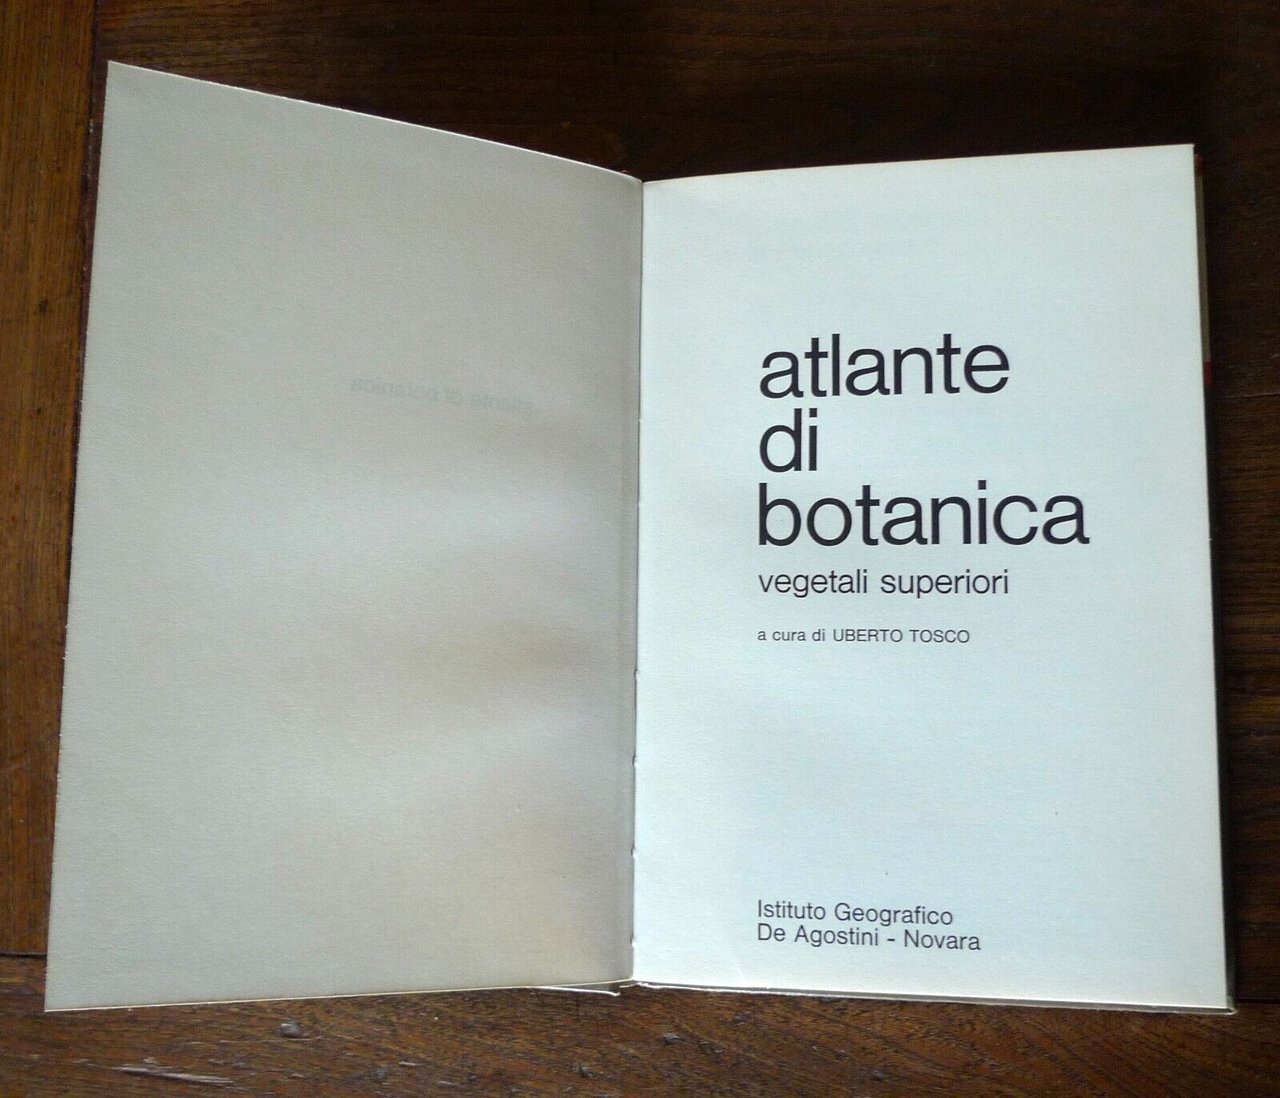 atlante
di
botanica
vegetali superiori
a cura di UBERTO TOSCO
Istituto Geografico
De Agostini - Novara